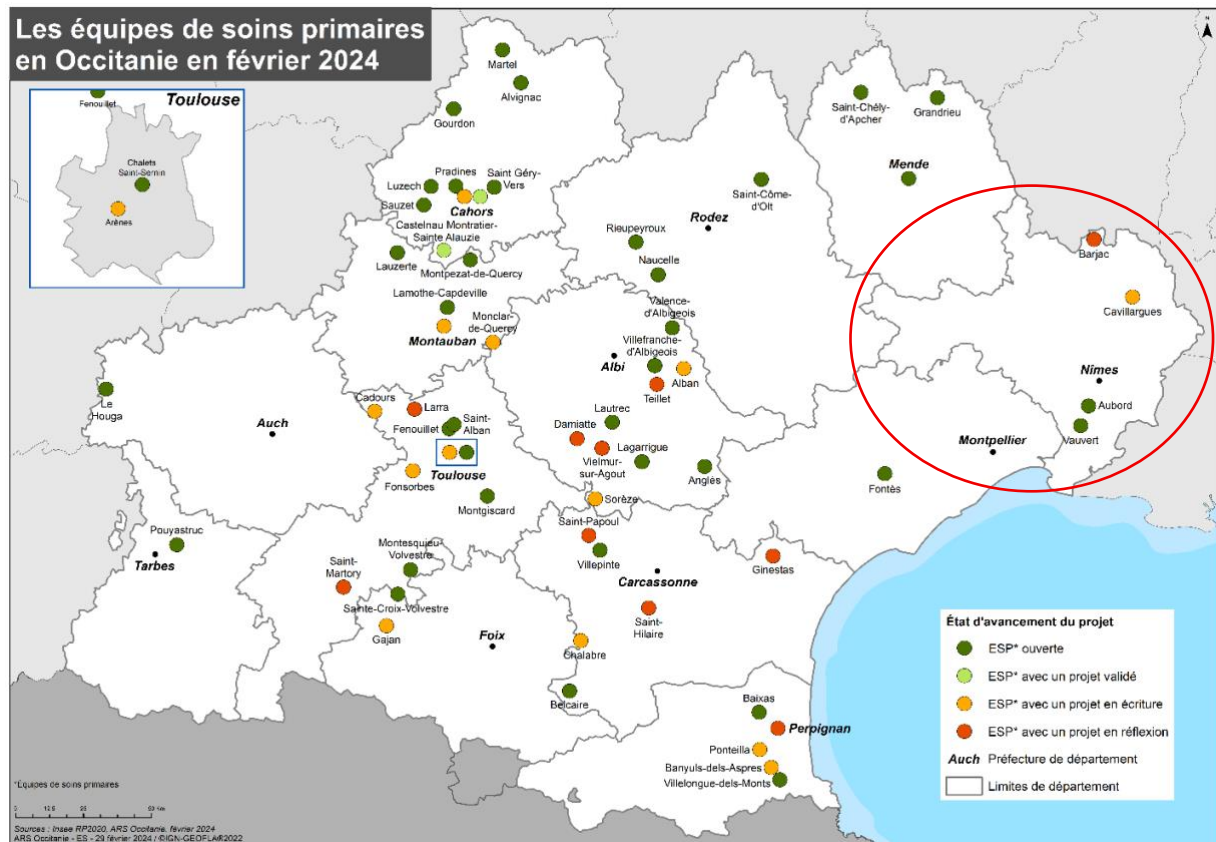 Les équipes de soins primaires
en Occitanie en février 2024
Toulouse
Fenouillet
Chalets
Saint-Sernin
Arènes
Martel
Alvignac
Gourdon
Luzech
Pradines
Saint Géry-
Vers
Sauzet
Cahors
Castelnau Montratier-
Sainte Alauzie
Lauzerte
Montpezat-de-Quercy
Lamothe-Capdeville
Monclar-
de-Quercy
Montauban
Saint-Chély-
d'Apcher
Grandrieu
Mende
Saint-Côme-
d'Olt
Rodez
Rieupeyroux
Naucelle
Valence-
d'Albigeois
Villefranche-
d'Albigeois
Albi
Alban
Teillet
Barjac
Cavillargues
Nîmes
Aubord
Vauvert
Montpellier
Fontès
Le
Houga
Auch
Cadours
Larra
Fenouillet
Saint-
Alban
Toulouse
Fonsorbes
Montgiscard
Lautrec
Damiatte
Lagarrigue
Vielmur-
sur-Agout
Anglés
Sorèze
Saint-Papoul
Villepinte
Ginestas
Carcassonne
Saint-
Hilaire
Pouyastruc
Tarbes
Montesquieu-
Volvestre
Saint-
Martory
Sainte-Croix-Volvestre
Gajan
Foix
Chalabre
Belcaire
Baixas
Perpignan
Ponteilla
Banyuls-dels-Aspres
Villelongue-dels-Monts
État d'avancement du projet
ESP* ouverte
ESP* avec un projet validé
ESP* avec un projet en écriture
ESP* avec un projet en réflexion
Auch Préfecture de département
Limites de département
N
*Équipes de soins primaires
0 12,5 25 50 Km
Sources : Insee RP2020, ARS Occitanie, février 2024
ARS Occitanie - ES - 29 février 2024 / ©IGN-GEOFLA®2022